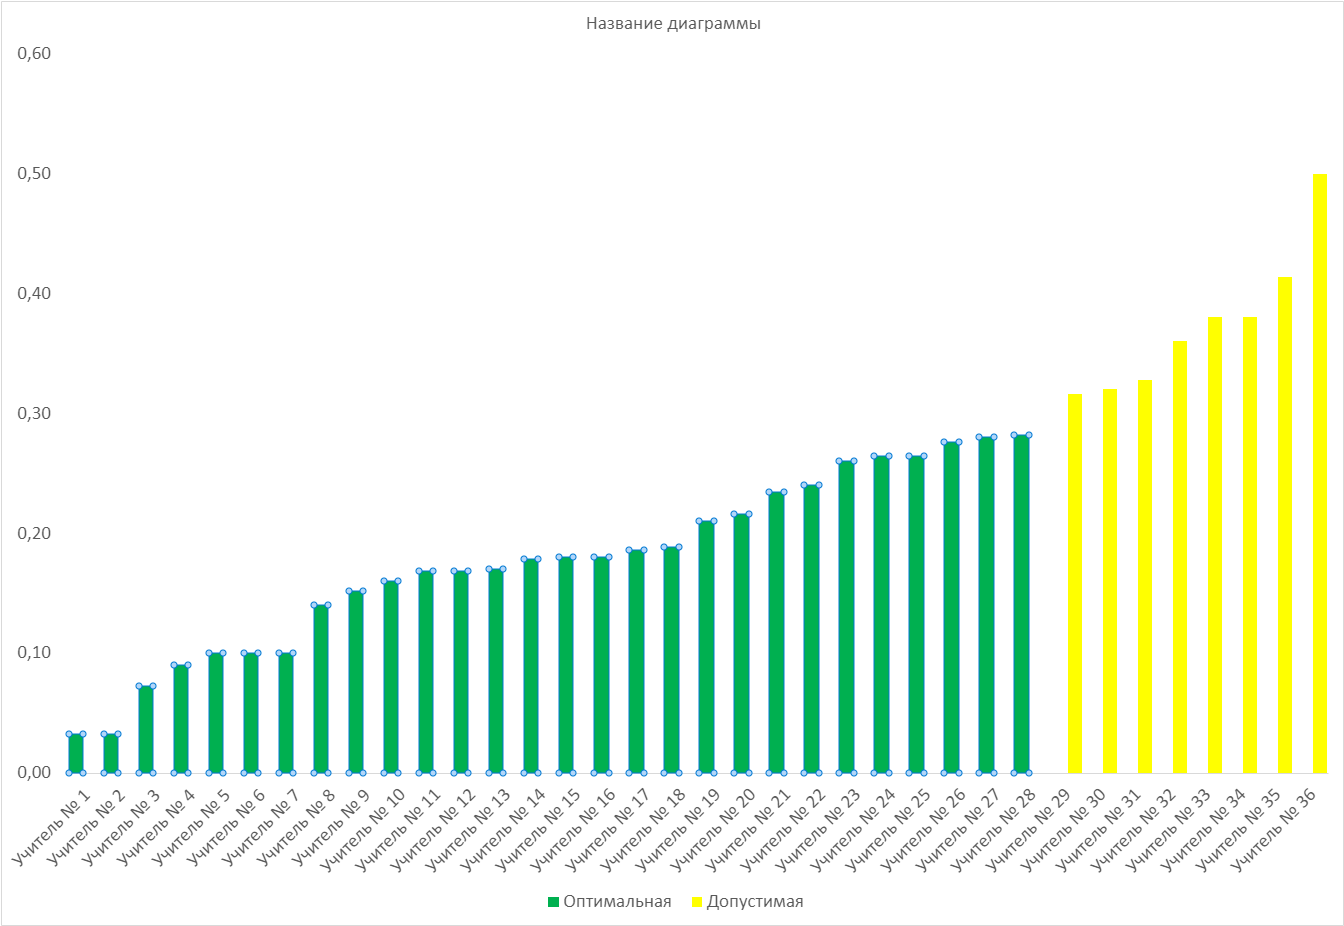 Название диаграммы
0,60
0,50
0,40
0,30
0,20
0,10
0,00
Учитель № 1
Учитель № 2
Учитель № 3
Учитель № 4
Учитель № 5
Учитель № 6
Учитель № 7
Учитель № 8
Учитель № 9
Учитель № 10
Учитель № 11
Учитель № 12
Учитель № 13
Учитель № 14
Учитель № 15
Учитель № 16
Учитель № 17
Учитель № 18
Учитель № 19
Учитель № 20
Учитель № 21
Учитель № 22
Учитель № 23
Учитель № 24
Учитель № 25
Учитель № 26
Учитель № 27
Учитель № 28
Учитель № 29
Учитель № 30
Учитель № 31
Учитель № 32
Учитель № 33
Учитель № 34
Учитель № 35
Учитель № 36
Оптимальная
Допустимая